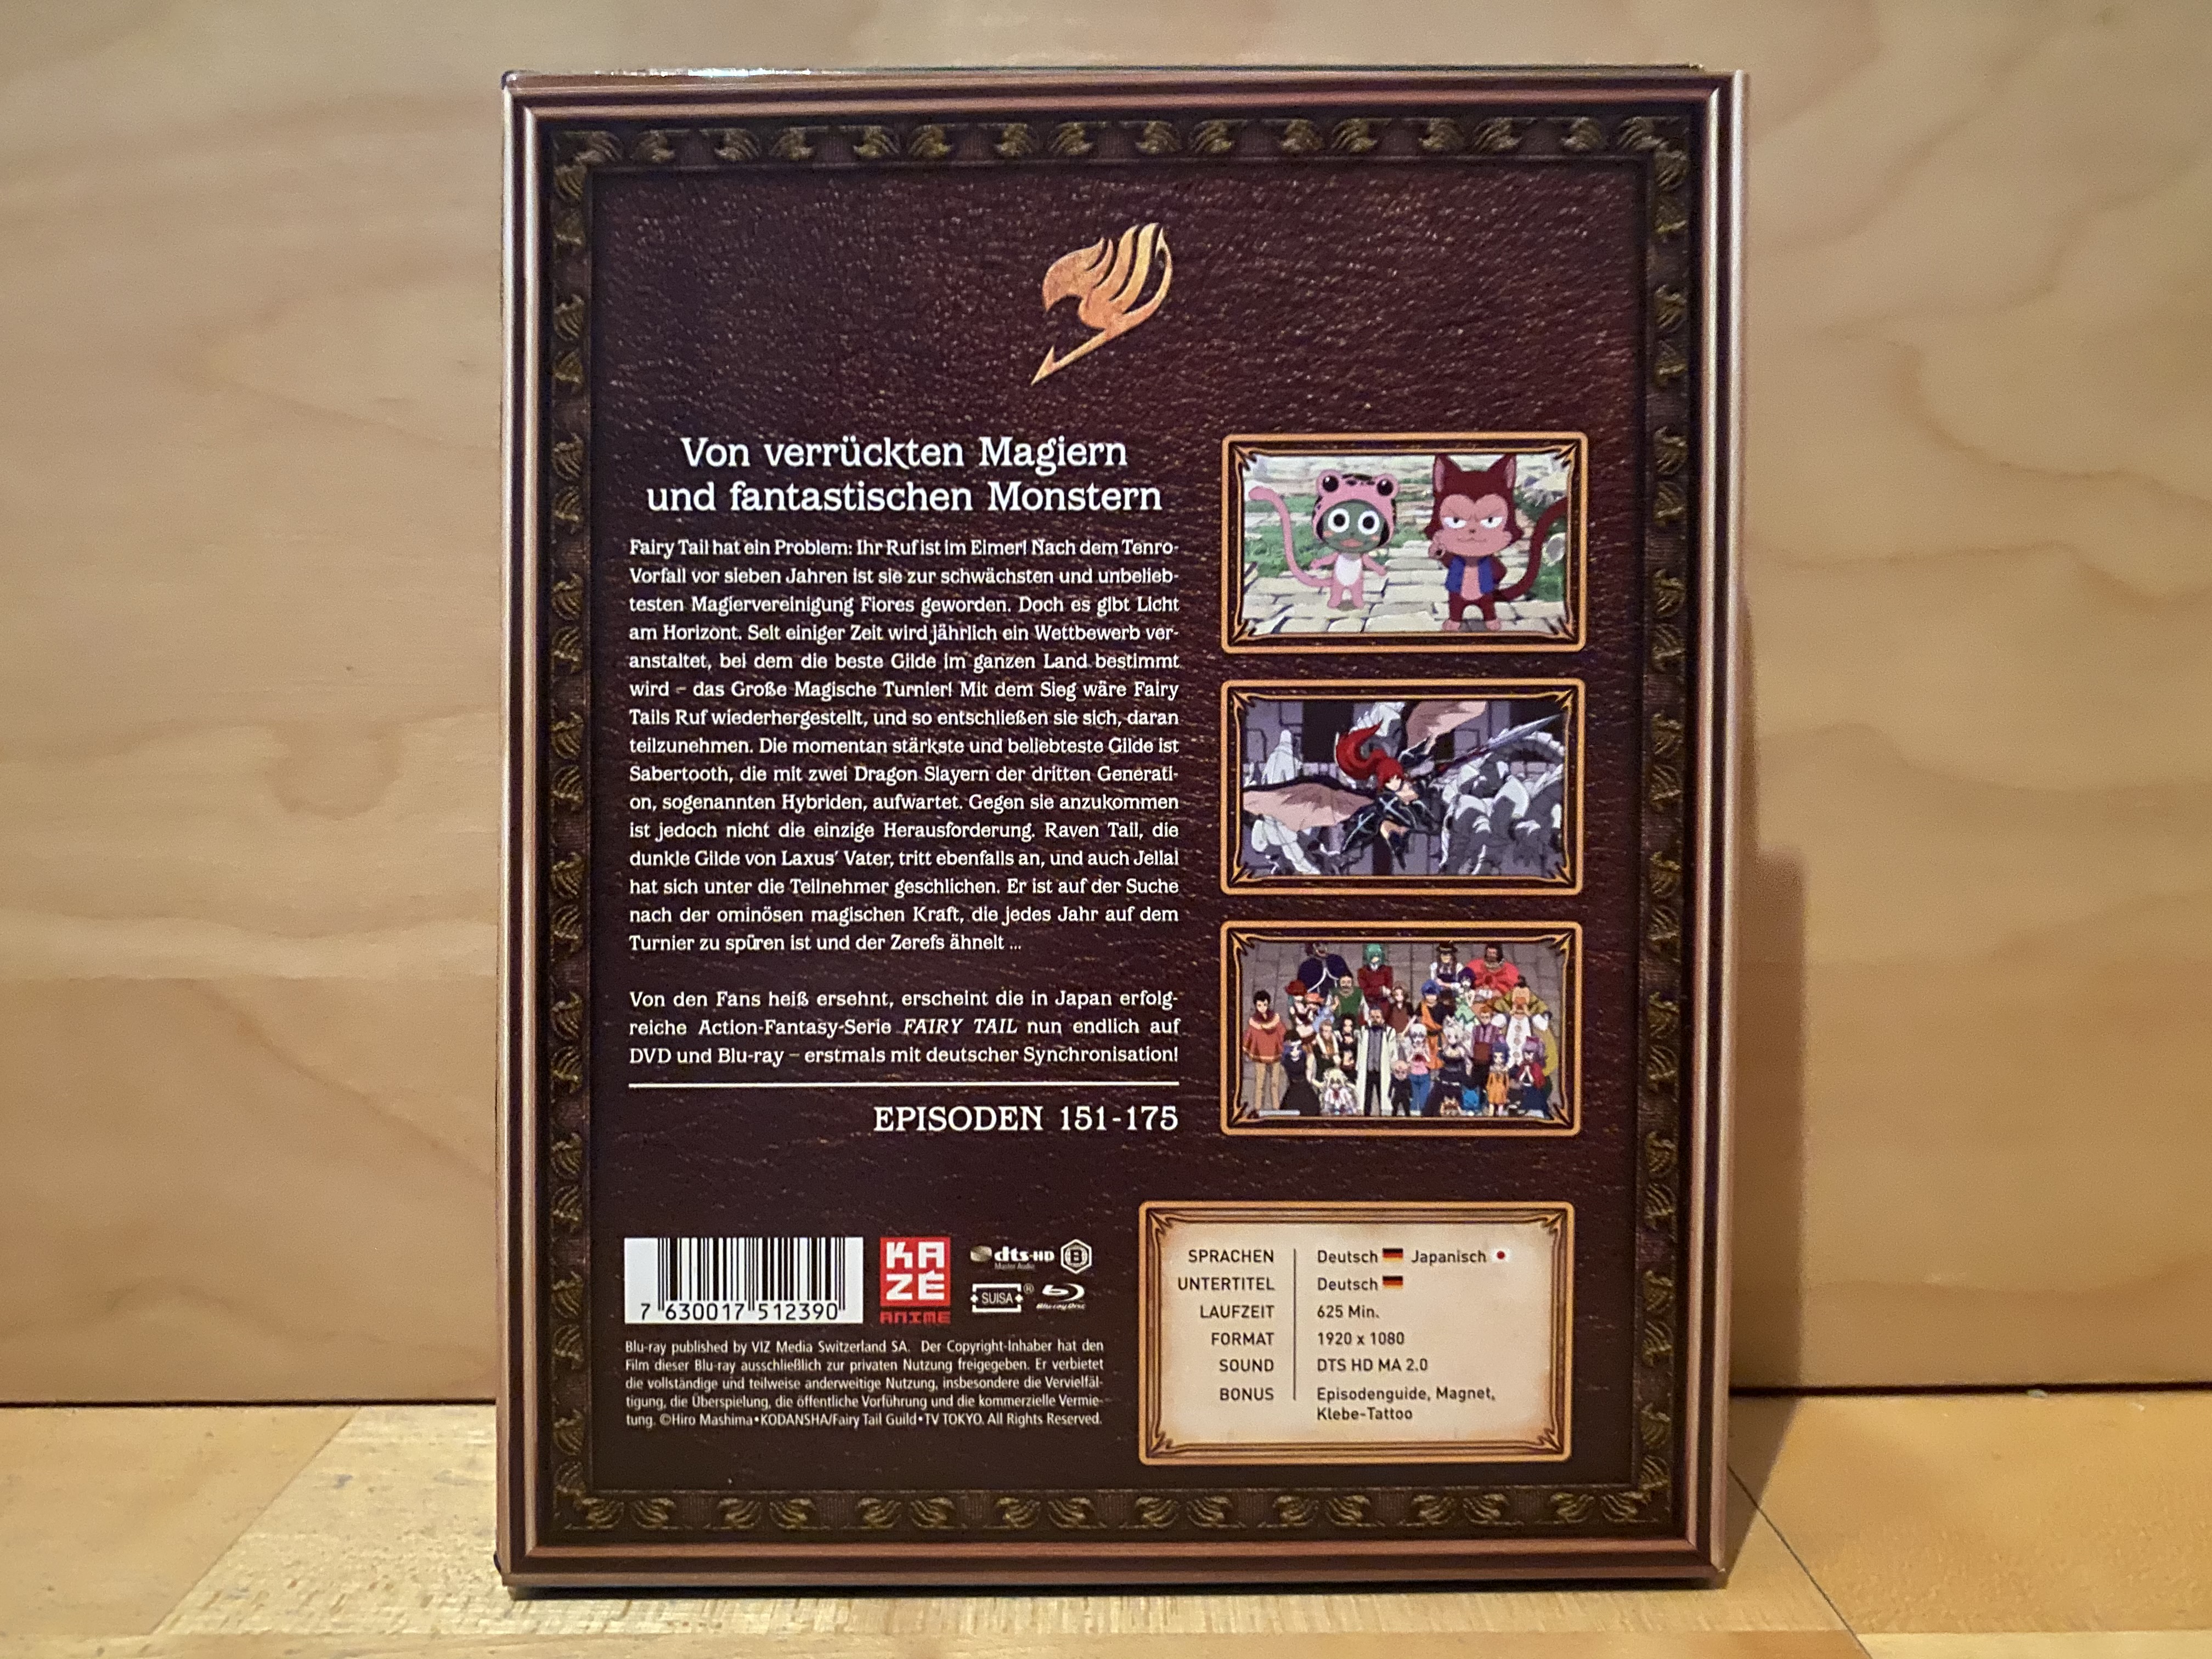 Von verrückten Magiern
und fantastischen Monstern
Fairy Tail hat ein Problem: Ihr Ruf ist im Eimer! Nach dem Tenro-
Vorfall vor sieben Jahren ist sie zur schwächsten und unbelieb-
testen Magiervereinigung Fiores geworden. Doch es gibt Licht
am Horizont. Seit einiger Zeit wird jährlich ein Wettbewerb ver-
anstaltet, bei dem die beste Gilde im ganzen Land bestimmt
wird – das Große Magische Turnier! Mit dem Sieg wäre Fairy
Tails Ruf wiederhergestellt, und so entschließen sie sich, daran
teilzunehmen. Die momentan stärkste und beliebteste Gilde ist
Sabertooth, die mit zwei Dragon Slayern der dritten Generati-
on, sogenannten Hybriden, aufwartet. Gegen sie anzukommen
ist jedoch nicht die einzige Herausforderung. Raven Tail, die
dunkle Gilde von Laxus' Vater, tritt ebenfalls an, und auch Jellal
hat sich unter die Teilnehmer geschlichen. Er ist auf der Suche
nach der ominösen magischen Kraft, die jedes Jahr auf dem
Turnier zu spüren ist und der Zerefs ähnelt ...
Von den Fans heiß ersehnt, erscheint die in Japan erfolg-
reiche Action-Fantasy-Serie FAIRY TAIL nun endlich auf
DVD und Blu-ray – erstmals mit deutscher Synchronisation!
EPISODEN 151-175
7 630017 512390
KA
ZÉ
ANIME
dts-HD
Master Audio
B
SUISA
®
Blu-ray Disc
Blu-ray published by VIZ Media Switzerland SA. Der Copyright-Inhaber hat den
Film dieser Blu-ray ausschließlich zur privaten Nutzung freigegeben. Er verbietet
die vollständige und teilweise anderweitige Nutzung, insbesondere die Vervielfäl-
tigung, die Überspielung, die öffentliche Vorführung und die kommerzielle Vermie-
tung. ©Hiro Mashima•KODANSHA/Fairy Tail Guild•TV TOKYO. All Rights Reserved.
SPRACHEN Deutsch Japanisch
UNTERTITEL Deutsch
LAUFZEIT 625 Min.
FORMAT 1920 x 1080
SOUND DTS HD MA 2.0
BONUS Episodenguide, Magnet,
Klebe-Tattoo